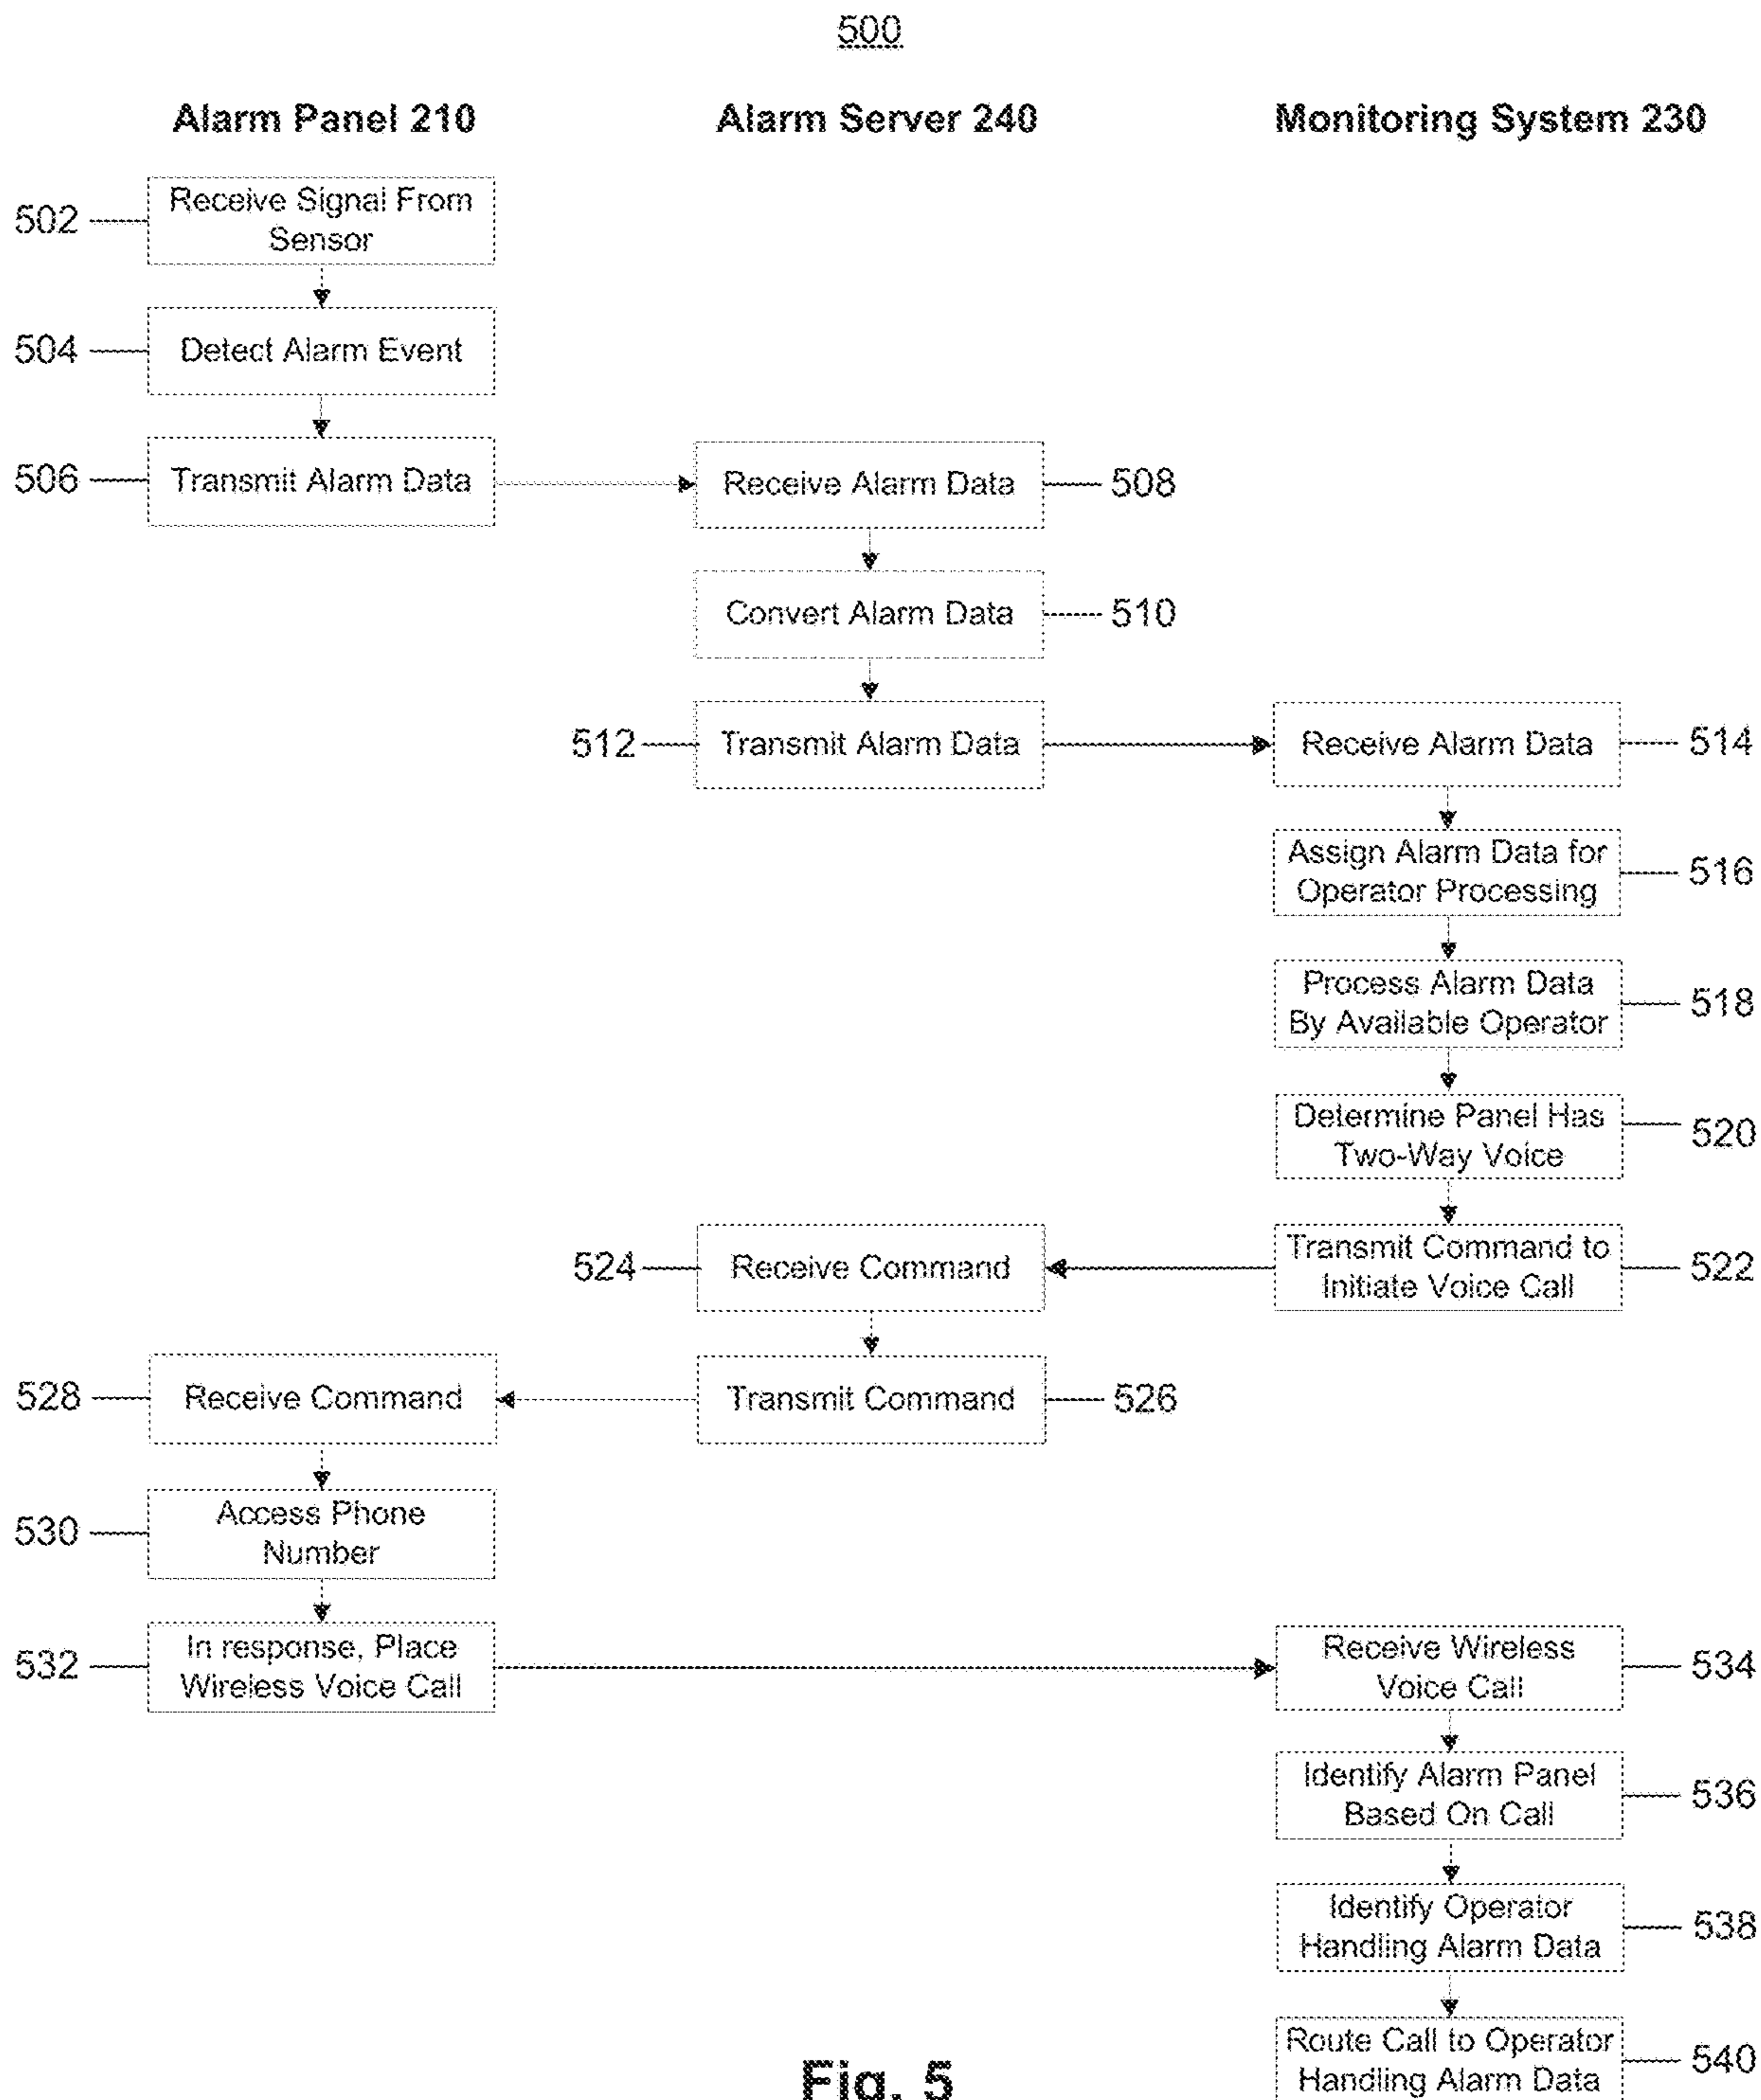 500
Alarm Panel 210
Alarm Server 240
Monitoring System 230
502
Receive Signal From
Sensor
504
Detect Alarm Event
506
Transmit Alarm Data
Receive Alarm Data
508
Convert Alarm Data
510
512
Transmit Alarm Data
Receive Alarm Data
514
Assign Alarm Data for
Operator Processing
516
Process Alarm Data
By Available Operator
518
Determine Panel Has
Two-Way Voice
520
Transmit Command to
Initiate Voice Call
522
524
Receive Command
Transmit Command
526
528
Receive Command
530
Access Phone
Number
532
In response, Place
Wireless Voice Call
Receive Wireless
Voice Call
534
Identify Alarm Panel
Based On Call
536
Identify Operator
Handling Alarm Data
538
Route Call to Operator
Handling Alarm Data
540
Fig. 5